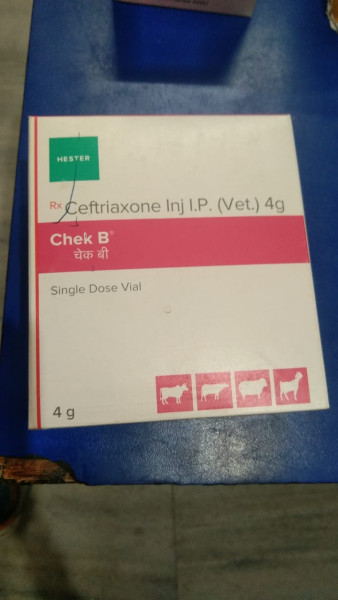 HESTER
Rx Ceftriaxone Inj I.P. (Vet.) 4g
Chek B®
चेक बी
Single Dose Vial
4 g